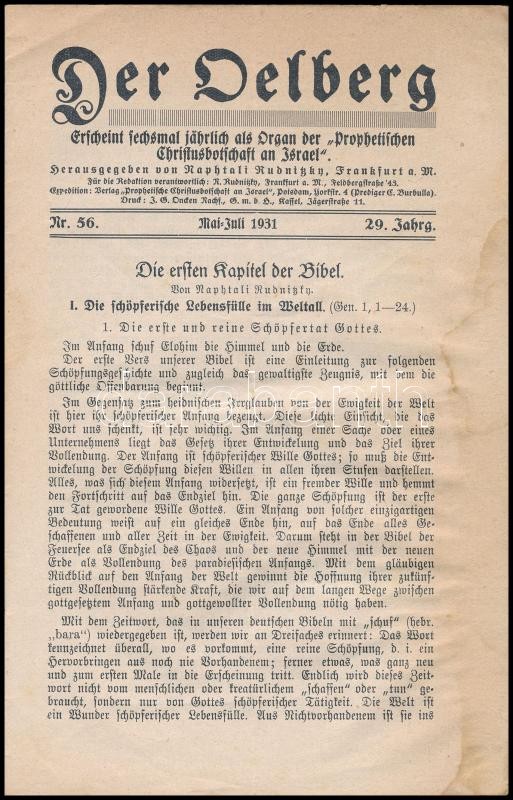 Der Oelberg
Erscheint sechsmal jährlich als Organ der „Prophetischen
Christusbotschaft an Israel“.
Herausgegeben von Naphtali Rudnitzky, Frankfurt a. M.
Für die Redaktion verantwortlich: N. Rudnitzky, Frankfurt a. M., Feldbergstraße 43.
Expedition: Verlag „Prophetische Christusbotschaft an Israel“, Potsdam, Yorkstr. 4 (Prediger C. Burbulla).
Druck: J. G. Oncken Nachf., G. m. b. H., Kassel, Jägerstraße 11.
Nr. 56. Mai-Juli 1931 29. Jahrg.
Die ersten Kapitel der Bibel.
Von Naphtali Rudnitzky.
I. Die schöpferische Lebensfülle im Weltall. (Gen. 1, 1—24.)
1. Die erste und reine Schöpfertat Gottes.
Im Anfang schuf Elohim die Himmel und die Erde.
Der erste Vers unserer Bibel ist eine Einleitung zur folgenden
Schöpfungsgeschichte und zugleich das gewaltigste Zeugnis, mit dem die
göttliche Offenbarung beginnt.
Im Gegensatz zum heidnischen Irrglauben von der Ewigkeit der Welt
ist hier ihr schöpferischer Anfang bezeugt. Diese lichte Einsicht, die das
Wort uns schenkt, ist sehr wichtig. Im Anfang einer Sache oder eines
Unternehmens liegt das Gesetz ihrer Entwickelung und das Ziel ihrer
Vollendung. Der Anfang ist schöpferischer Wille Gottes; so muß die Ent-
wickelung der Schöpfung diesen Willen in allen ihren Stufen darstellen.
Alles, was sich diesem Anfang widersetzt, ist ein fremder Wille und hemmt
den Fortschritt auf das Endziel hin. Die ganze Schöpfung ist der erste
zur Tat gewordene Wille Gottes. Ein Anfang von solcher einzigartigen
Bedeutung weist auf ein gleiches Ende hin, auf das Ende alles Ge-
schaffenen und aller Zeit in der Ewigkeit. Darum steht in der Bibel der
Feuersee als Endziel des Chaos und der neue Himmel mit der neuen
Erde als Vollendung des paradiesischen Anfangs. Mit dem gläubigen
Rückblick auf den Anfang der Welt gewinnt die Hoffnung ihrer zukünf-
tigen Vollendung stärkende Kraft, die wir auf dem langen Wege zwischen
gottgesetztem Anfang und gottgewollter Vollendung nötig haben.
Mit dem Zeitwort, das in unseren deutschen Bibeln mit „schuf“ (hebr.
„bara“) wiedergegeben ist, werden wir an Dreifaches erinnert: Das Wort
kennzeichnet überall, wo es vorkommt, eine reine Schöpfung, d. i. ein
Hervorbringen aus noch nie Vorhandenem; ferner etwas, was ganz neu
und zum ersten Male in die Erscheinung tritt. Endlich wird dieses Zeit-
wort nicht vom menschlichen oder kreatürlichem „schaffen“ oder „tun“ ge-
braucht, sondern nur von Gottes schöpferischer Tätigkeit. Die Welt ist
ein Wunder schöpferischer Lebensfülle. Aus Nichtvorhandenem ist sie ins